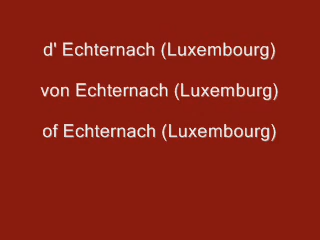 d' Echternach (Luxembourg)
von Echternach (Luxemburg)
of Echternach (Luxembourg)